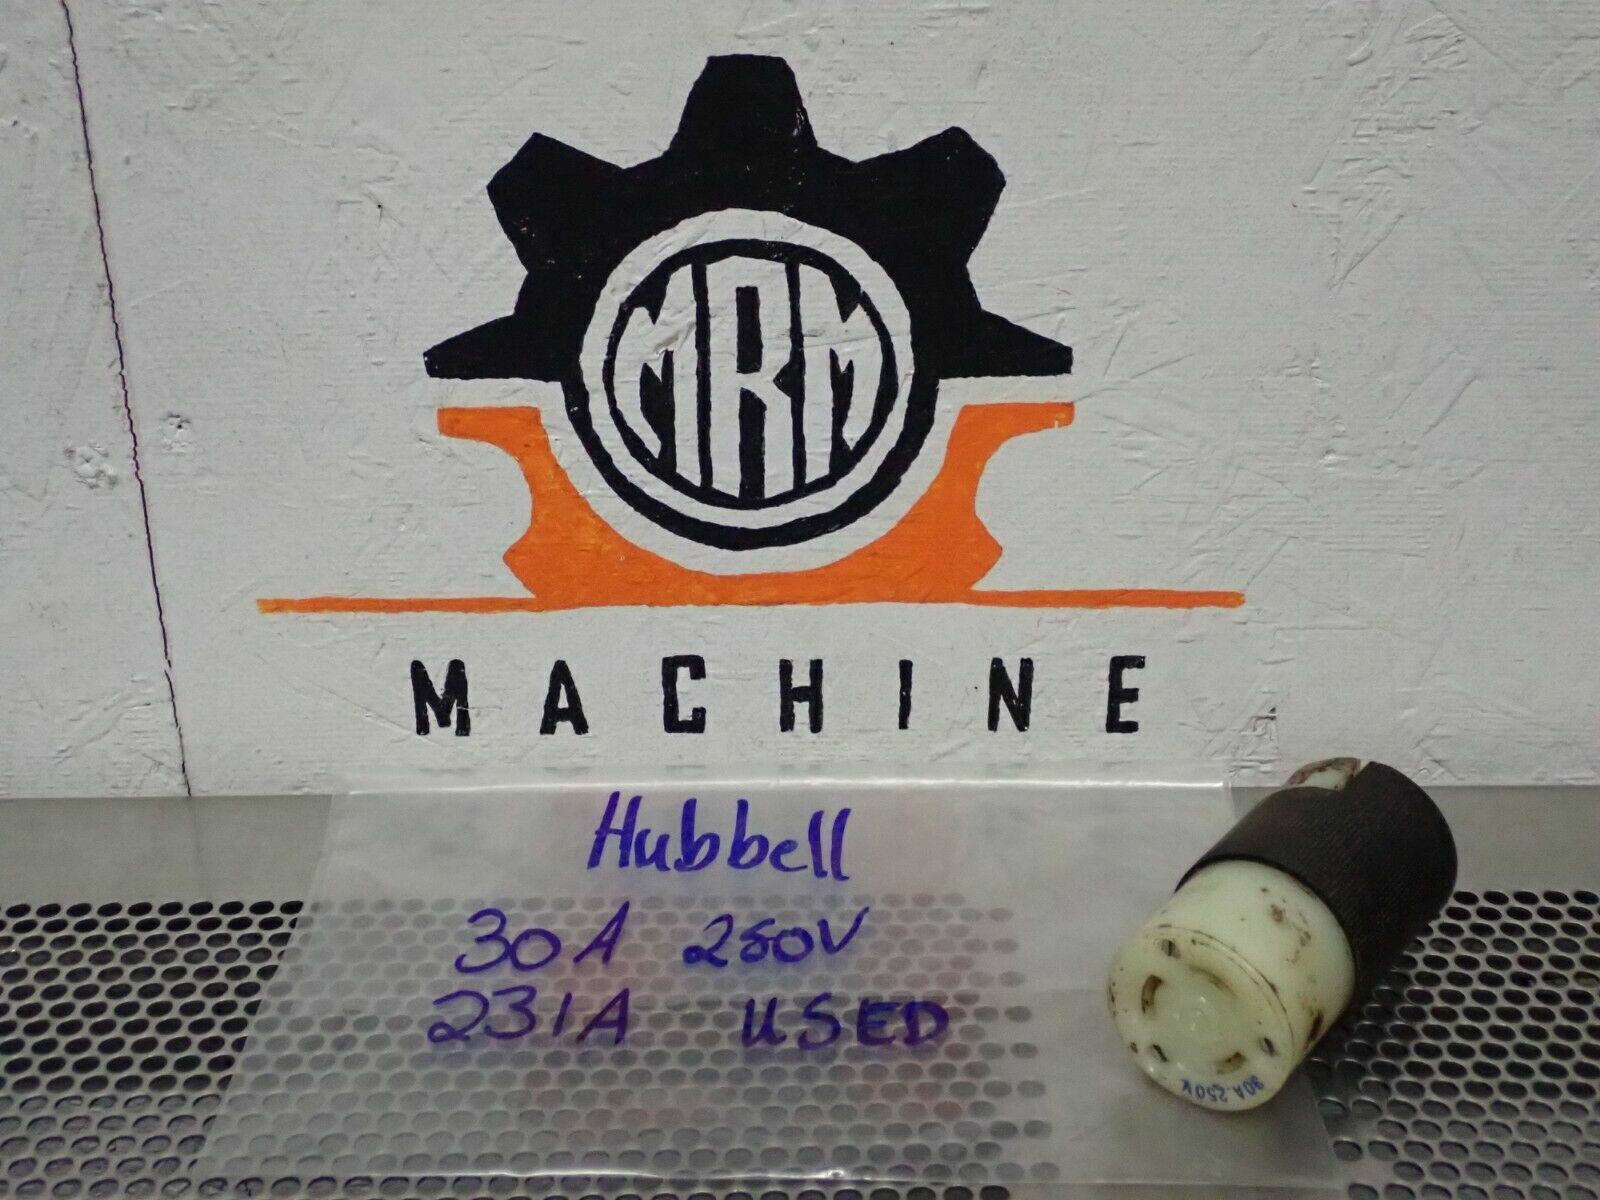 MRM
MACHINE
Hubbell
30A 250V
231A USED
30A.250V